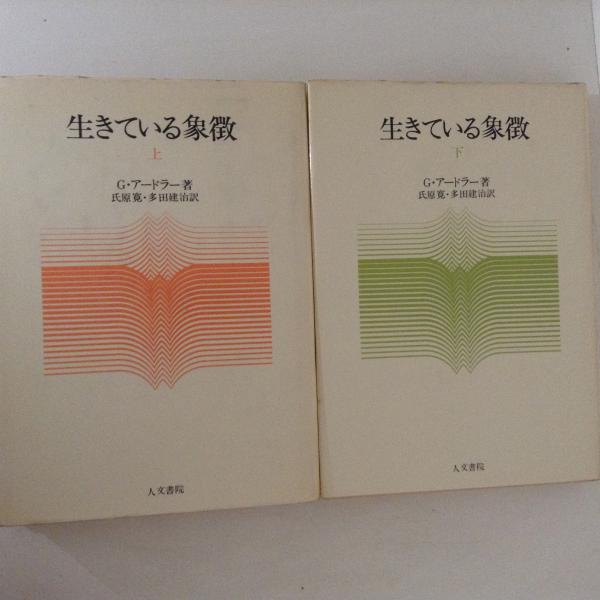 生きている象徴
上
G・アードラー著
氏原寛・多田建治訳
人文書院
生きている象徴
下
G・アードラー著
氏原寛・多田建治訳
人文書院